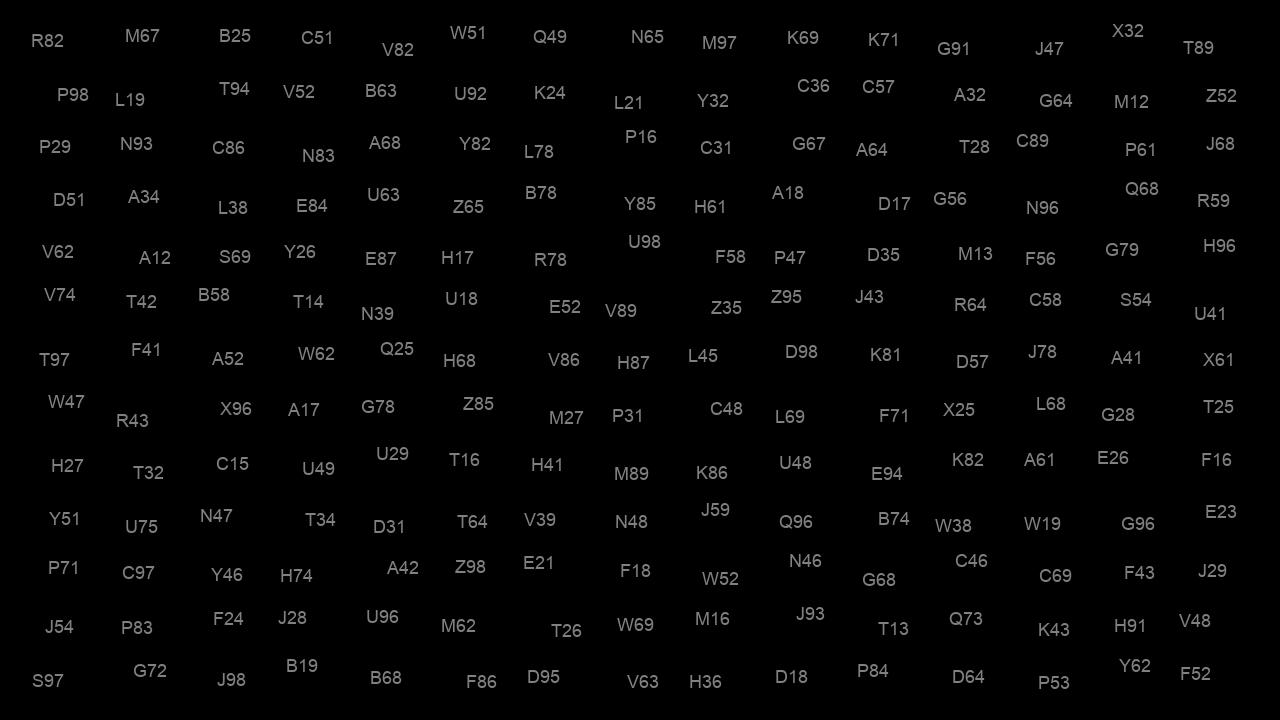 R82 M67 B25 C51 V82 W51 Q49 N65 M97 K69 K71 G91 J47 X32 T89
P98 L19 T94 V52 B63 U92 K24 L21 Y32 C36 C57 A32 G64 M12 Z52
P29 N93 C86 N83 A68 Y82 L78 P16 C31 G67 A64 T28 C89 P61 J68
D51 A34 L38 E84 U63 Z65 B78 Y85 H61 A18 D17 G56 N96 Q68 R59
V62 A12 S69 Y26 E87 H17 R78 U98 F58 P47 D35 M13 F56 G79 H96
V74 T42 B58 T14 N39 U18 E52 V89 Z35 Z95 J43 R64 C58 S54 U41
T97 F41 A52 W62 Q25 H68 V86 H87 L45 D98 K81 D57 J78 A41 X61
W47 R43 X96 A17 G78 Z85 M27 P31 C48 L69 F71 X25 L68 G28 T25
H27 T32 C15 U49 U29 T16 H41 M89 K86 U48 E94 K82 A61 E26 F16
Y51 U75 N47 T34 D31 T64 V39 N48 J59 Q96 B74 W38 W19 G96 E23
P71 C97 Y46 H74 A42 Z98 E21 F18 W52 N46 G68 C46 C69 F43 J29
J54 P83 F24 J28 U96 M62 T26 W69 M16 J93 T13 Q73 K43 H91 V48
S97 G72 J98 B19 B68 F86 D95 V63 H36 D18 P84 D64 P53 Y62 F52